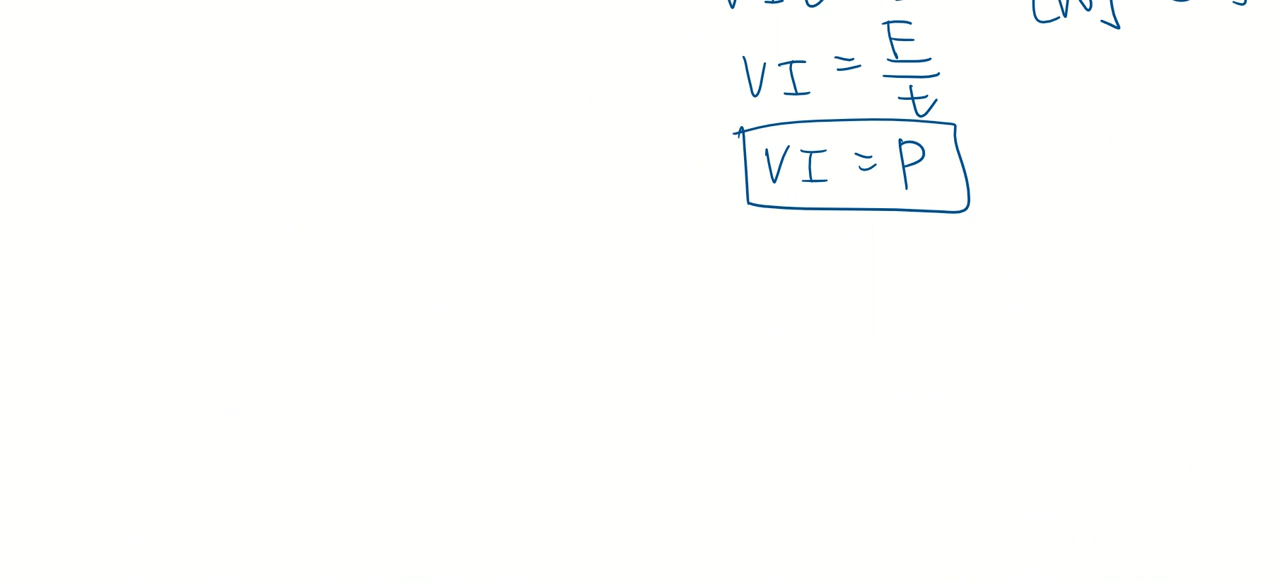 VI = E/t
VI = P